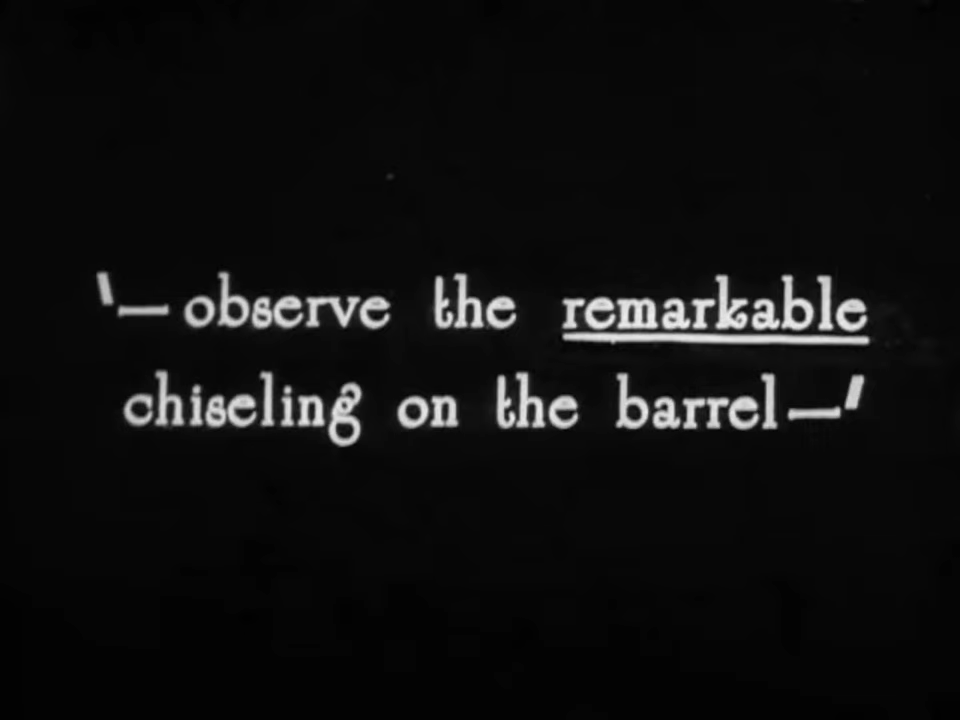 '—observe the remarkable
chiseling on the barrel—'